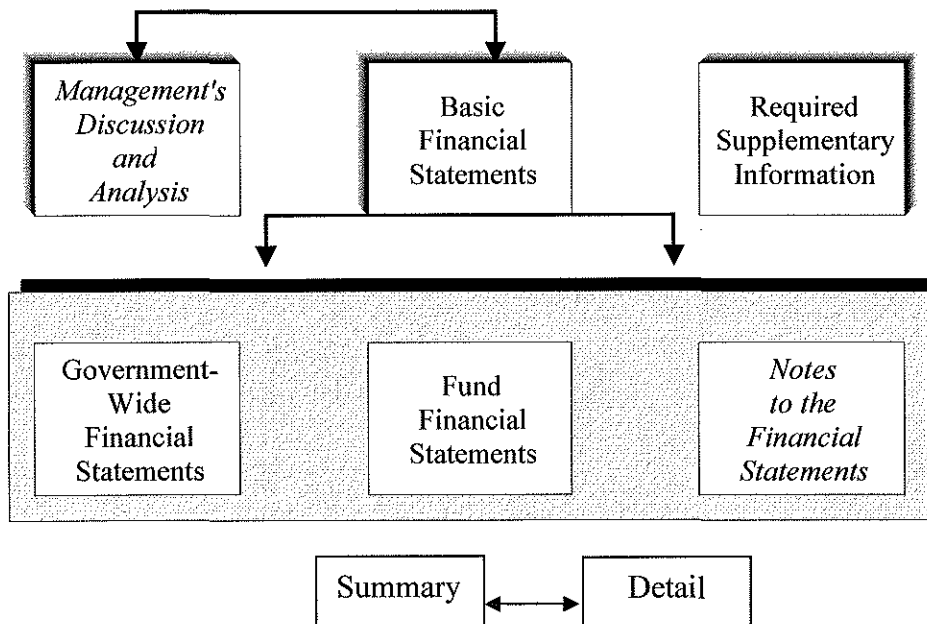 Management's
Discussion
and
Analysis
Basic
Financial
Statements
Required
Supplementary
Information
Government-
Wide
Financial
Statements
Fund
Financial
Statements
Notes
to the
Financial
Statements
Summary
Detail